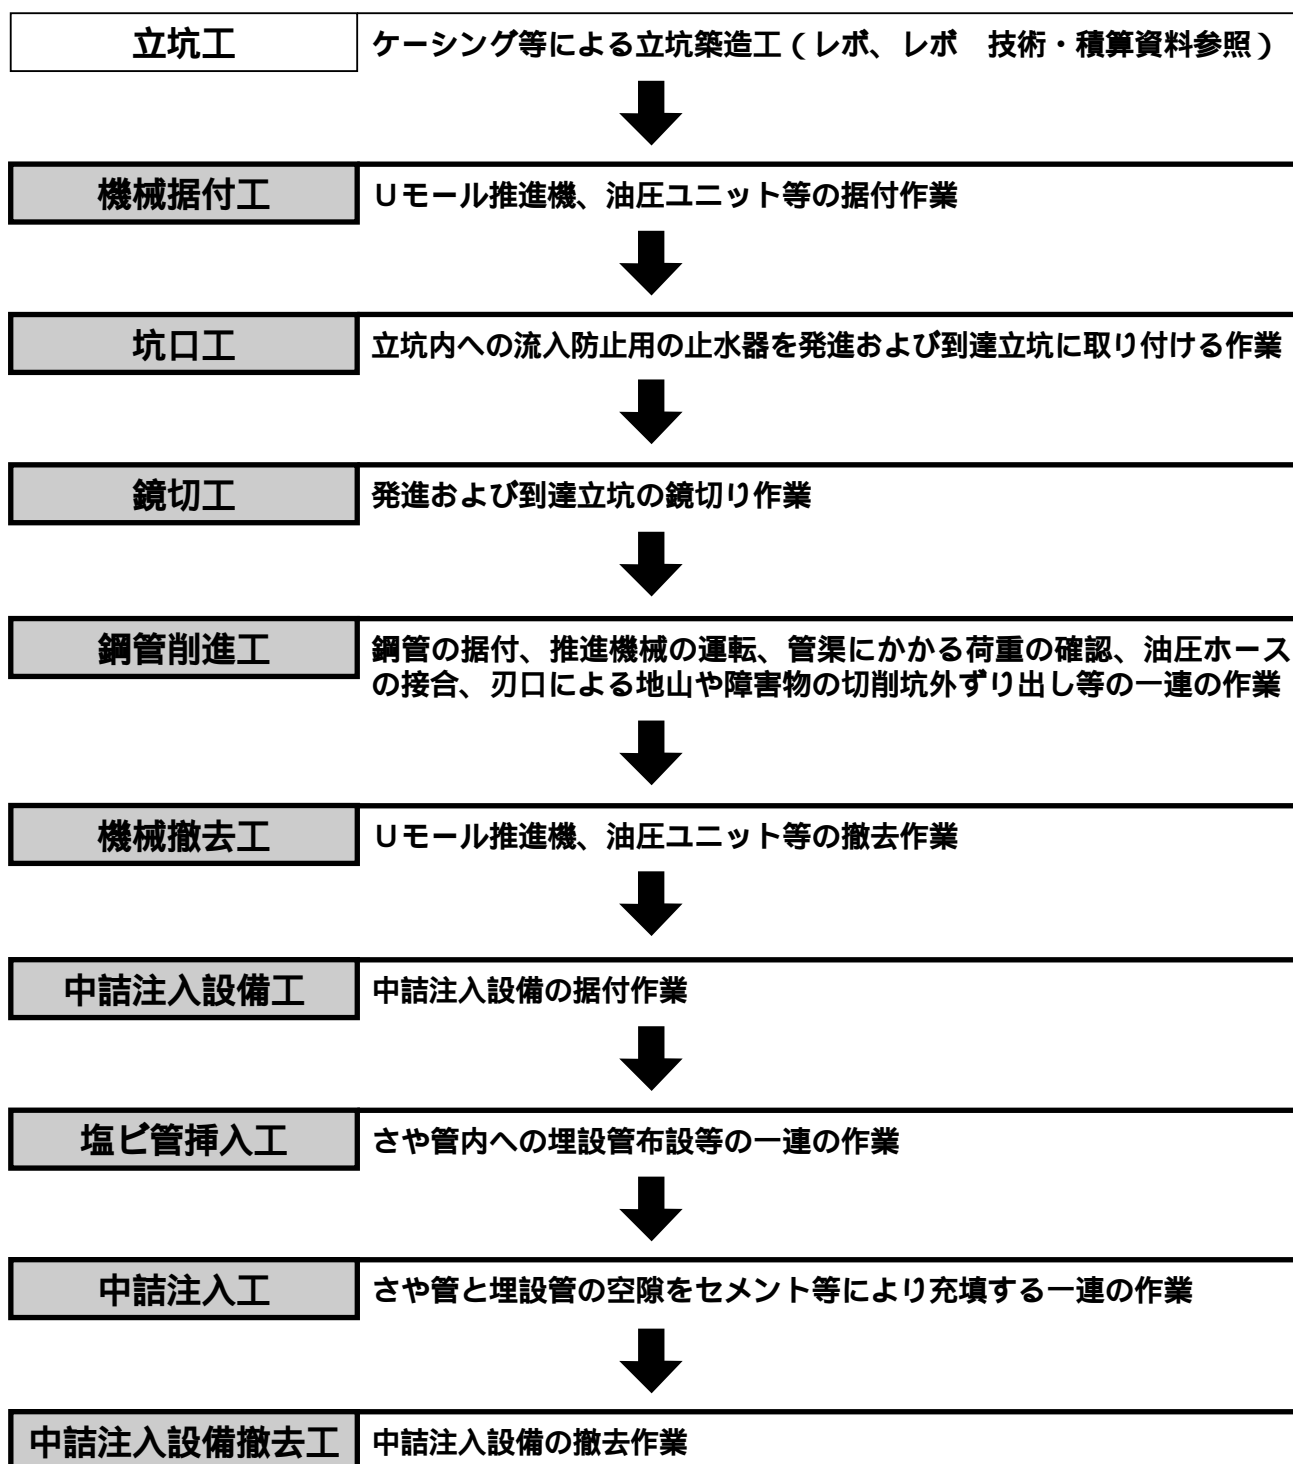 立坑工
ケーシング等による立坑築造工（レボ、レボ　技術・積算資料参照）
機械据付工
Ｕモール推進機、油圧ユニット等の据付作業
坑口工
立坑内への流入防止用の止水器を発進および到達立坑に取り付ける作業
鏡切工
発進および到達立坑の鏡切り作業
鋼管削進工
鋼管の据付、推進機械の運転、管渠にかかる荷重の確認、油圧ホース
の接合、刃口による地山や障害物の切削坑外ずり出し等の一連の作業
機械撤去工
Ｕモール推進機、油圧ユニット等の撤去作業
中詰注入設備工
中詰注入設備の据付作業
塩ビ管挿入工
さや管内への埋設管布設等の一連の作業
中詰注入工
さや管と埋設管の空隙をセメント等により充填する一連の作業
中詰注入設備撤去工
中詰注入設備の撤去作業